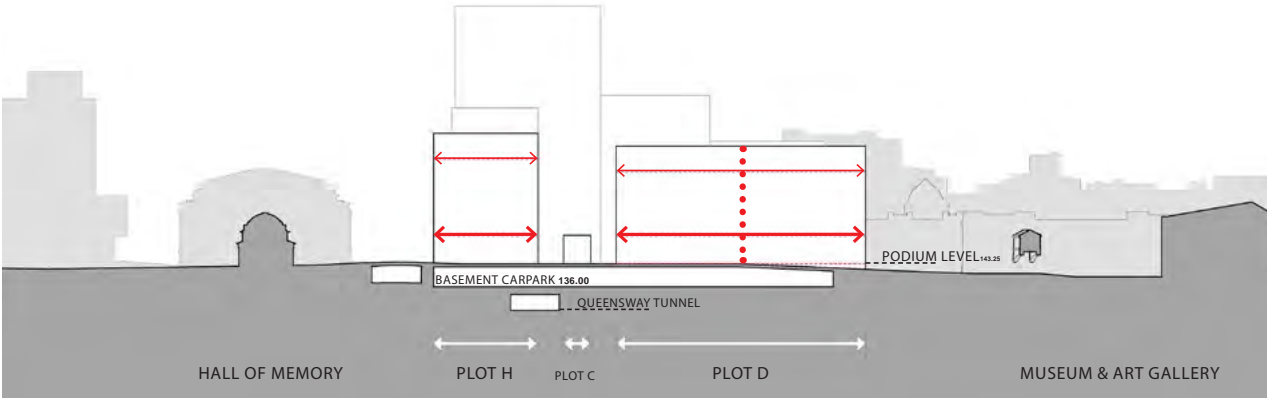 PODIUM LEVEL 143.25
BASEMENT CARPARK 136.00
QUEENSWAY TUNNEL
HALL OF MEMORY
PLOT H
PLOT C
PLOT D
MUSEUM & ART GALLERY